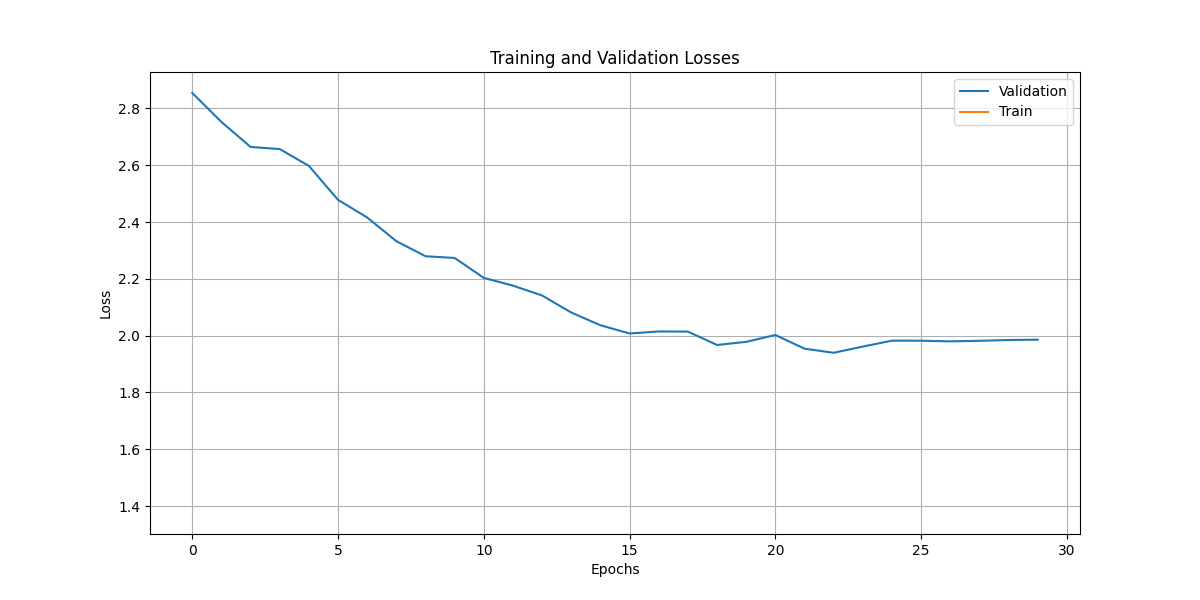 Training and Validation Losses
Validation
Train
Loss
2.8
2.6
2.4
2.2
2.0
1.8
1.6
1.4
0 5 10 15 20 25 30
Epochs